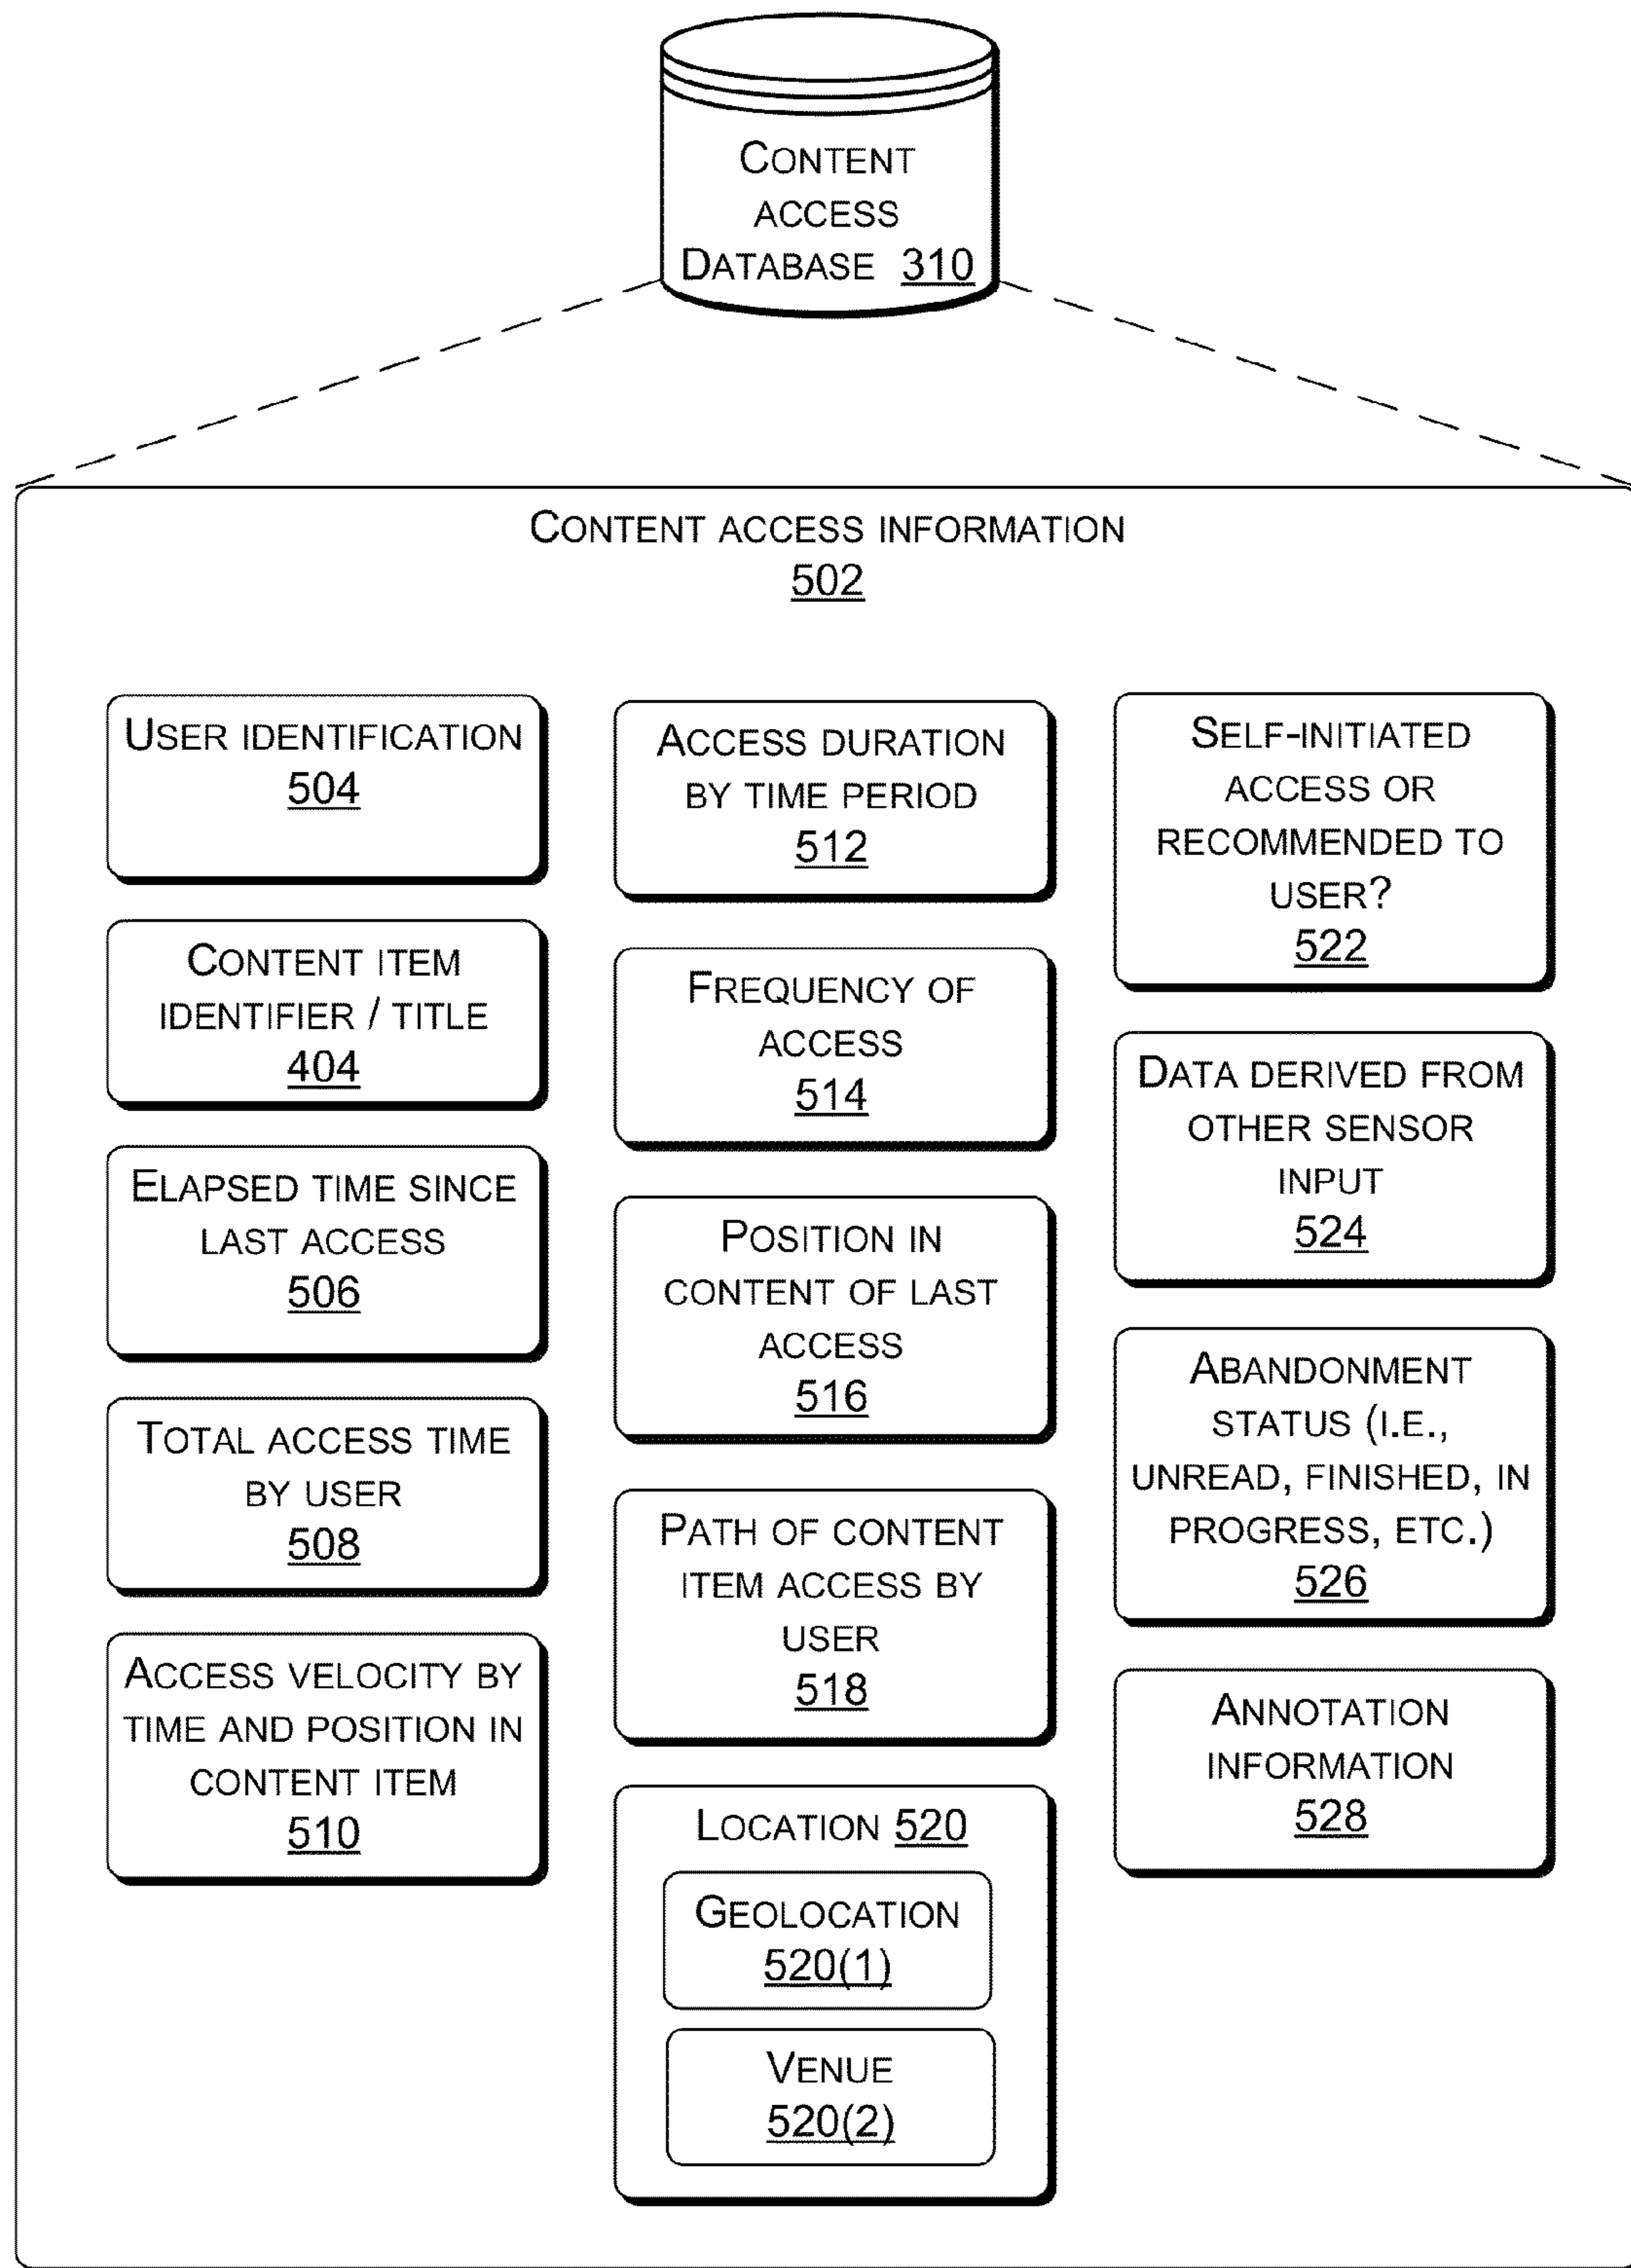 CONTENT
ACCESS
DATABASE 310
CONTENT ACCESS INFORMATION
502
USER IDENTIFICATION
504
CONTENT ITEM
IDENTIFIER / TITLE
404
ELAPSED TIME SINCE
LAST ACCESS
506
TOTAL ACCESS TIME
BY USER
508
ACCESS VELOCITY BY
TIME AND POSITION IN
CONTENT ITEM
510
ACCESS DURATION
BY TIME PERIOD
512
FREQUENCY OF
ACCESS
514
POSITION IN
CONTENT OF LAST
ACCESS
516
PATH OF CONTENT
ITEM ACCESS BY
USER
518
LOCATION 520
GEOLOCATION
520(1)
VENUE
520(2)
SELF-INITIATED
ACCESS OR
RECOMMENDED TO
USER?
522
DATA DERIVED FROM
OTHER SENSOR
INPUT
524
ABANDONMENT
STATUS (I.E.,
UNREAD, FINISHED, IN
PROGRESS, ETC.)
526
ANNOTATION
INFORMATION
528